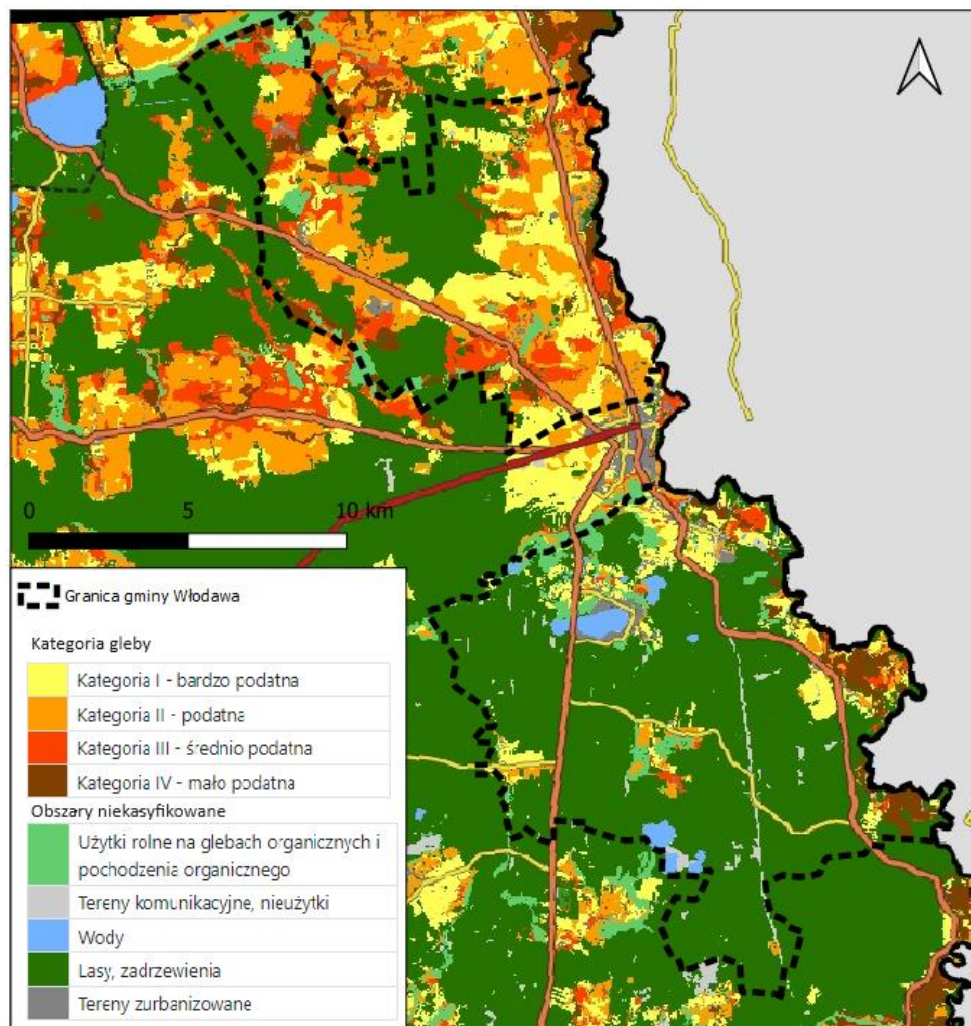 0 5 10 km
Granica gminy Włodawa
Kategoria gleby
Kategoria I - bardzo podatna
Kategoria II - podatna
Kategoria III - średnio podatna
Kategoria IV - mało podatna
Obszary niekasyfikowane
Użytki rolne na glebach organicznych i
pochodzenia organicznego
Tereny komunikacyjne, nieużytki
Wody
Lasy, zadrzewienia
Tereny zurbanizowane